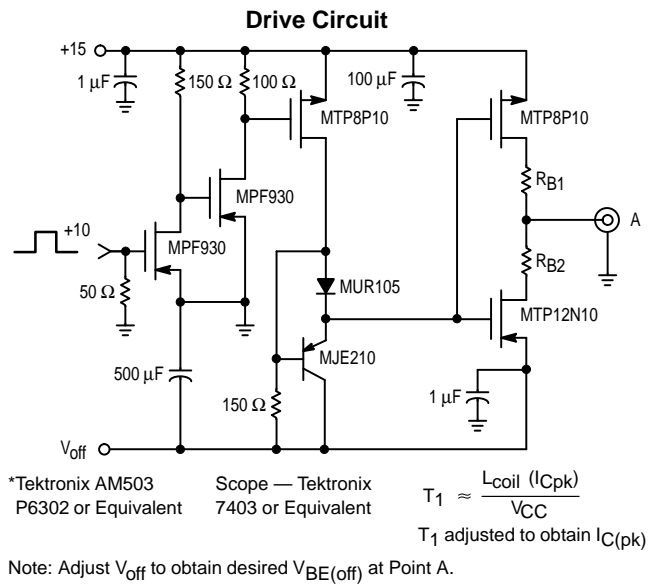 Drive Circuit
+15
1 μF
150 Ω
100 Ω
100 μF
MTP8P10
MTP8P10
MPF930
RB1
+10
MPF930
A
50 Ω
MUR105
RB2
MTP12N10
MJE210
500 μF
150 Ω
1 μF
Voff
*Tektronix AM503
P6302 or Equivalent
Scope — Tektronix
7403 or Equivalent
T1 ≈ Lcoil (ICpk)
VCC
T1 adjusted to obtain IC(pk)
Note: Adjust Voff to obtain desired VBE(off) at Point A.